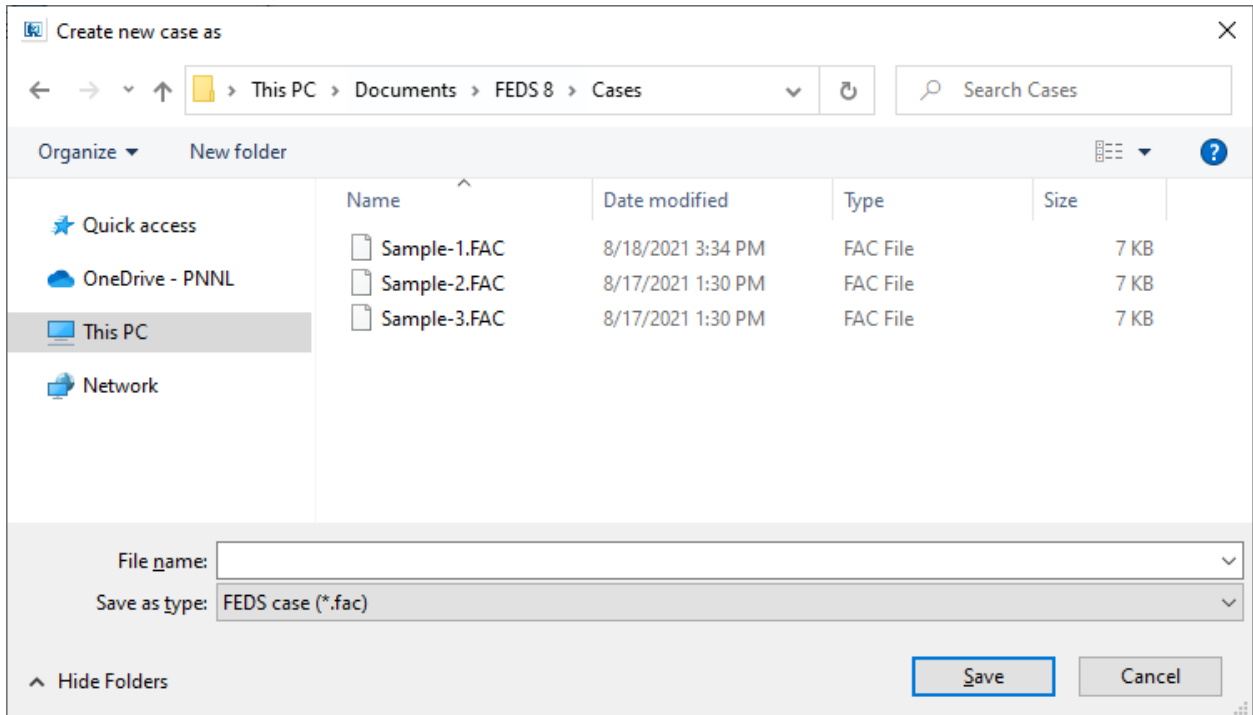 Create new case as
This PC > Documents > FEDS 8 > Cases
Search Cases
Organize New folder
?
Name Date modified Type Size
Quick access
OneDrive - PNNL
This PC
Network
Sample-1.FAC 8/18/2021 3:34 PM FAC File 7 KB
Sample-2.FAC 8/17/2021 1:30 PM FAC File 7 KB
Sample-3.FAC 8/17/2021 1:30 PM FAC File 7 KB
File name:
Save as type: FEDS case (*.fac)
Hide Folders
Save Cancel